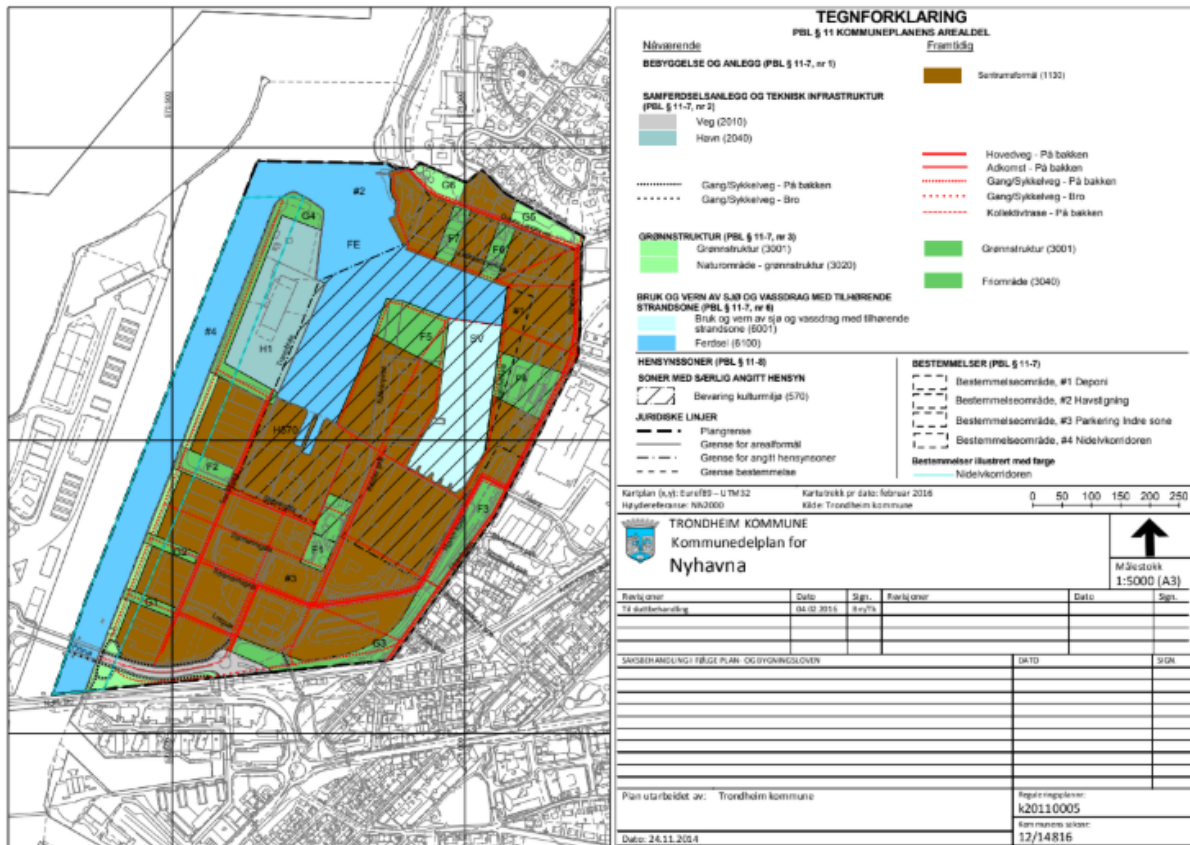 #2
G6
G5
G4
F7
F6
FE
#1
#4
F5
SV
H1
H570
F2
F3
F1
#3
G1
G3
TEGNFORKLARING
PBL § 11 KOMMUNEPLANENS AREALDEL
Nåværende
Framtidig
BEBYGGELSE OG ANLEGG (PBL § 11-7, nr 1)
Sentrumsformål (1130)
SAMFERDSELSANLEGG OG TEKNISK INFRASTRUKTUR
(PBL § 11-7, nr 2)
Veg (2010)
Havn (2040)
Hovedveg - På bakken
Adkomst - På bakken
Gang/Sykkelveg - På bakken
Gang/Sykkelveg - På bakken
Gang/Sykkelveg - Bro
Gang/Sykkelveg - Bro
Kollektivtrase - På bakken
GRØNNSTRUKTUR (PBL § 11-7, nr 3)
Grønnstruktur (3001)
Grønnstruktur (3001)
Naturområde - grønnstruktur (3020)
Friområde (3040)
BRUK OG VERN AV SJØ OG VASSDRAG MED TILHØRENDE
STRANDSONE (PBL § 11-7, nr 6)
Bruk og vern av sjø og vassdrag med tilhørende
strandsone (6001)
Ferdsel (6100)
HENSYNSSONER (PBL § 11-8)
SONER MED SÆRLIG ANGITT HENSYN
Bevaring kulturmiljø (570)
JURIDISKE LINJER
Plangrense
Grense for arealformål
Grense for angitt hensynsoner
Grense bestemmelse
BESTEMMELSER (PBL § 11-7)
Bestemmelseområde, #1 Deponi
Bestemmelseområde, #2 Havstigning
Bestemmelseområde, #3 Parkering Indre sone
Bestemmelseområde, #4 Nidelvkorridoren
Bestemmelser illustrert med farge
Nidelvkorridoren
Kartplan (x,y): Euref89 - UTM32
Kartutrekk pr dato: februar 2016
0 50 100 150 200 250
Høydereferanse: NN2000
Kilde: Trondheim kommune
TRONDHEIM KOMMUNE
Kommunedelplan for
Nyhavna
Målestokk
1:5000 (A3)
Revisjoner Dato Sign. Revisjoner Dato Sign.
Til sluttbehandling 04.02.2016
SAKSBEHANDLING I FØLGE PLAN- OG BYGNINGSLOVEN DATO SIGN.
Plan utarbeidet av: Trondheim kommune
Reguleringsplannr:
k20110005
Kommunens saksnr:
12/14816
Dato: 24.11.2014